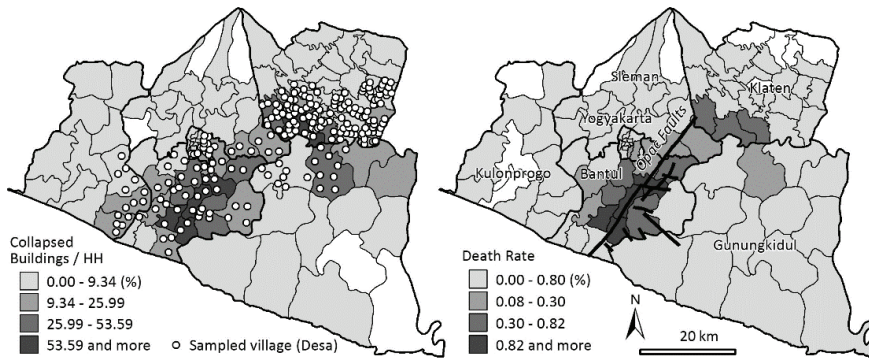 Collapsed
Buildings / HH
0.00 - 9.34 (%)
9.34 - 25.99
25.99 - 53.59
53.59 and more
Sampled village (Desa)
Sleman
Klaten
Yogyakarta
Opac Faults
Kulonprogo
Bantul
Gunungkidul
Death Rate
0.00 - 0.80 (%)
0.08 - 0.30
0.30 - 0.82
0.82 and more
N
20 km